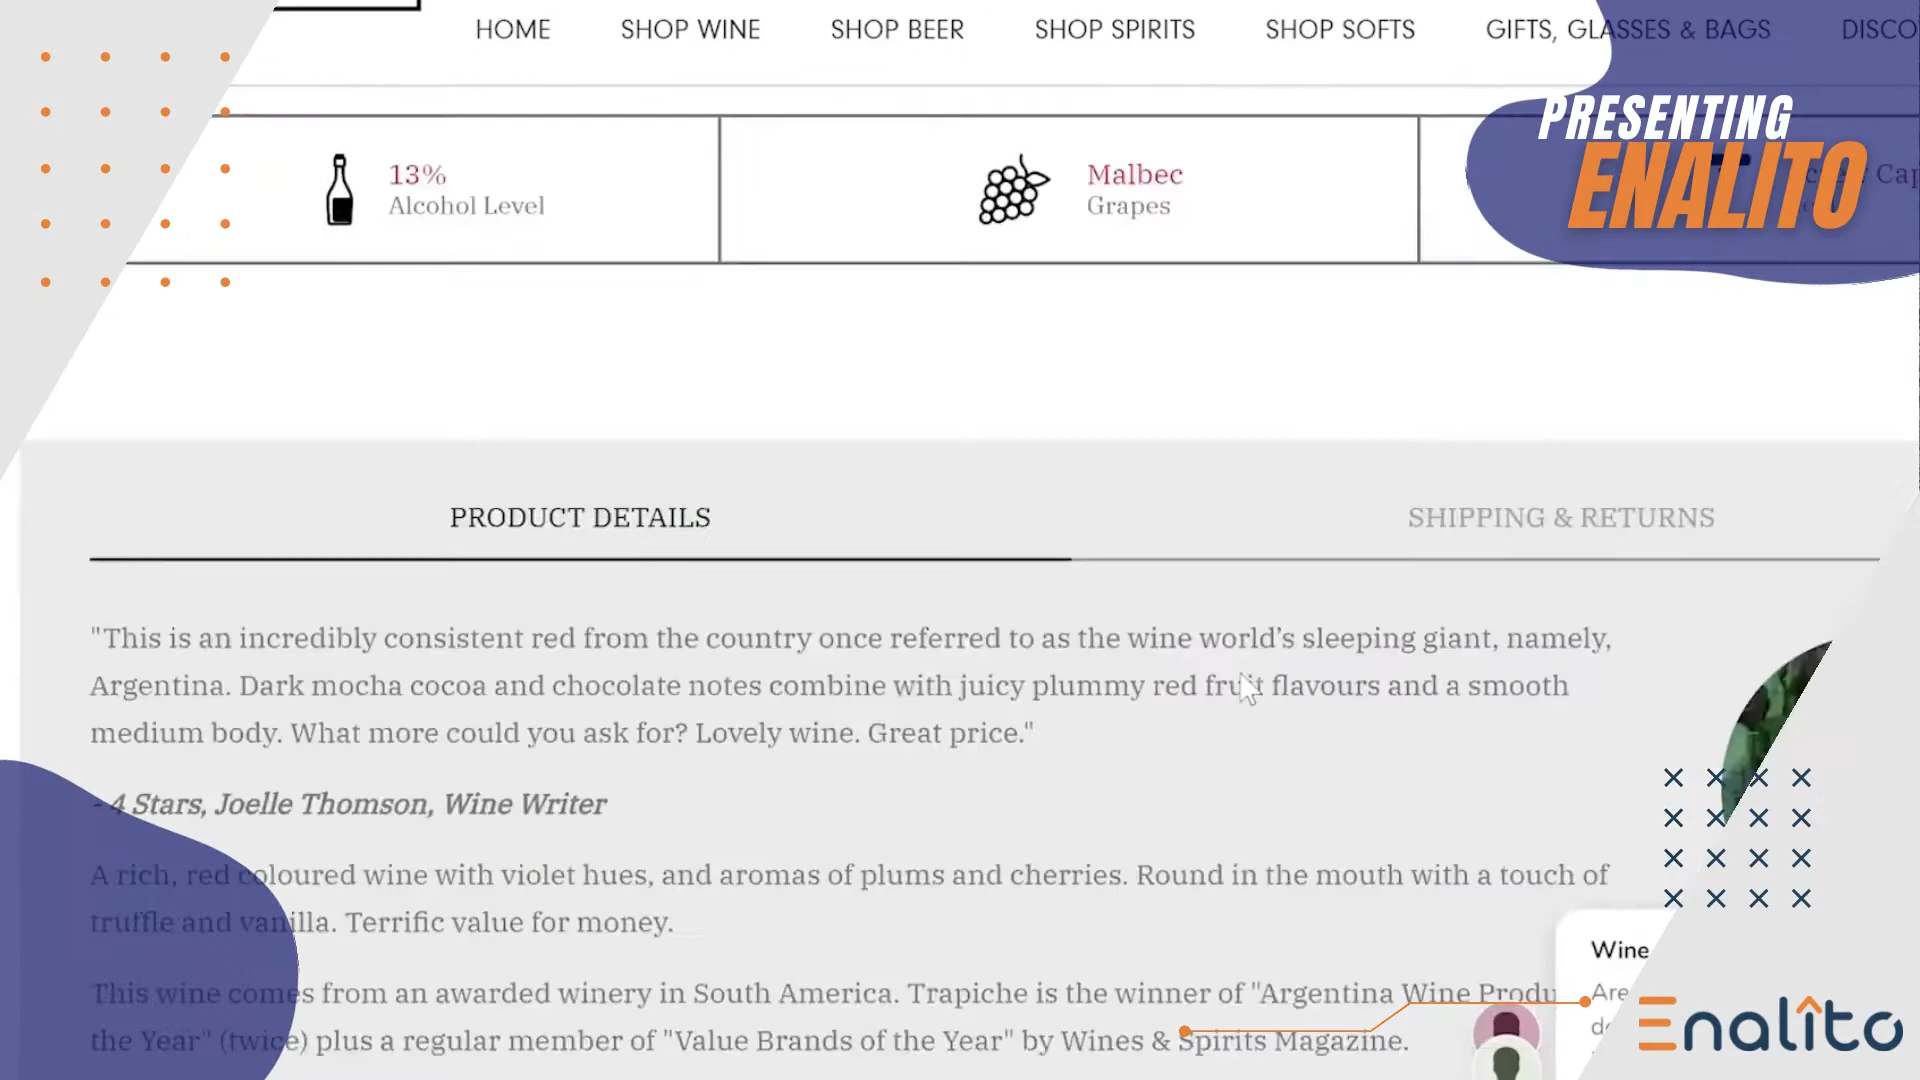 HOME SHOP WINE SHOP BEER SHOP SPIRITS SHOP SOFTS GIFTS, GLASSES & BAGS DISCO
PRESENTING
ENALITO
13%
Alcohol Level
Malbec
Grapes
Cap
PRODUCT DETAILS
SHIPPING & RETURNS
"This is an incredibly consistent red from the country once referred to as the wine world’s sleeping giant, namely,
Argentina. Dark mocha cocoa and chocolate notes combine with juicy plummy red fruit flavours and a smooth
medium body. What more could you ask for? Lovely wine. Great price."
- 4 Stars, Joelle Thomson, Wine Writer
A rich, red coloured wine with violet hues, and aromas of plums and cherries. Round in the mouth with a touch of
truffle and vanilla. Terrific value for money.
This wine comes from an awarded winery in South America. Trapiche is the winner of "Argentina Wine Produ
the Year" (twice) plus a regular member of "Value Brands of the Year" by Wines & Spirits Magazine.
Wine
Are
Enalito